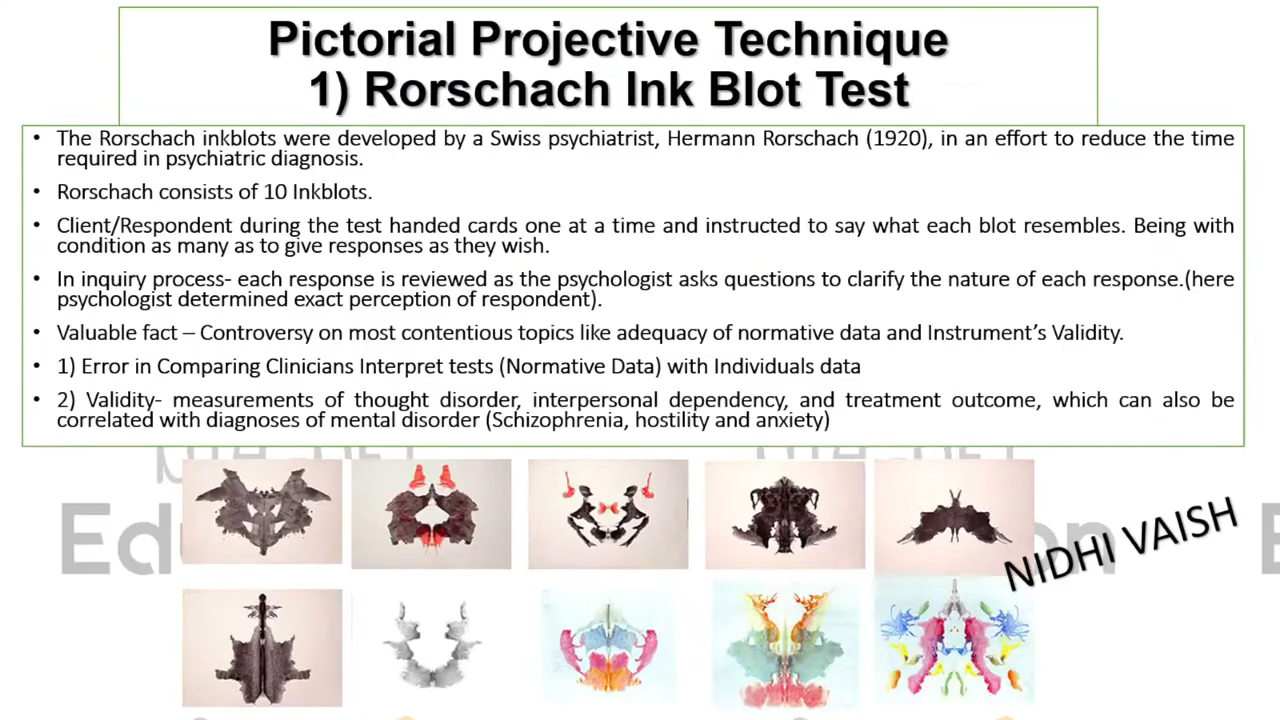 Pictorial Projective Technique
1) Rorschach Ink Blot Test
• The Rorschach inkblots were developed by a Swiss psychiatrist, Hermann Rorschach (1920), in an effort to reduce the time
required in psychiatric diagnosis.
• Rorschach consists of 10 Inkblots.
• Client/Respondent during the test handed cards one at a time and instructed to say what each blot resembles. Being with
condition as many as to give responses as they wish.
• In inquiry process- each response is reviewed as the psychologist asks questions to clarify the nature of each response.(here
psychologist determined exact perception of respondent).
• Valuable fact – Controversy on most contentious topics like adequacy of normative data and Instrument's Validity.
• 1) Error in Comparing Clinicians Interpret tests (Normative Data) with Individuals data
• 2) Validity- measurements of thought disorder, interpersonal dependency, and treatment outcome, which can also be
correlated with diagnoses of mental disorder (Schizophrenia, hostility and anxiety)
NIDHI VAISH